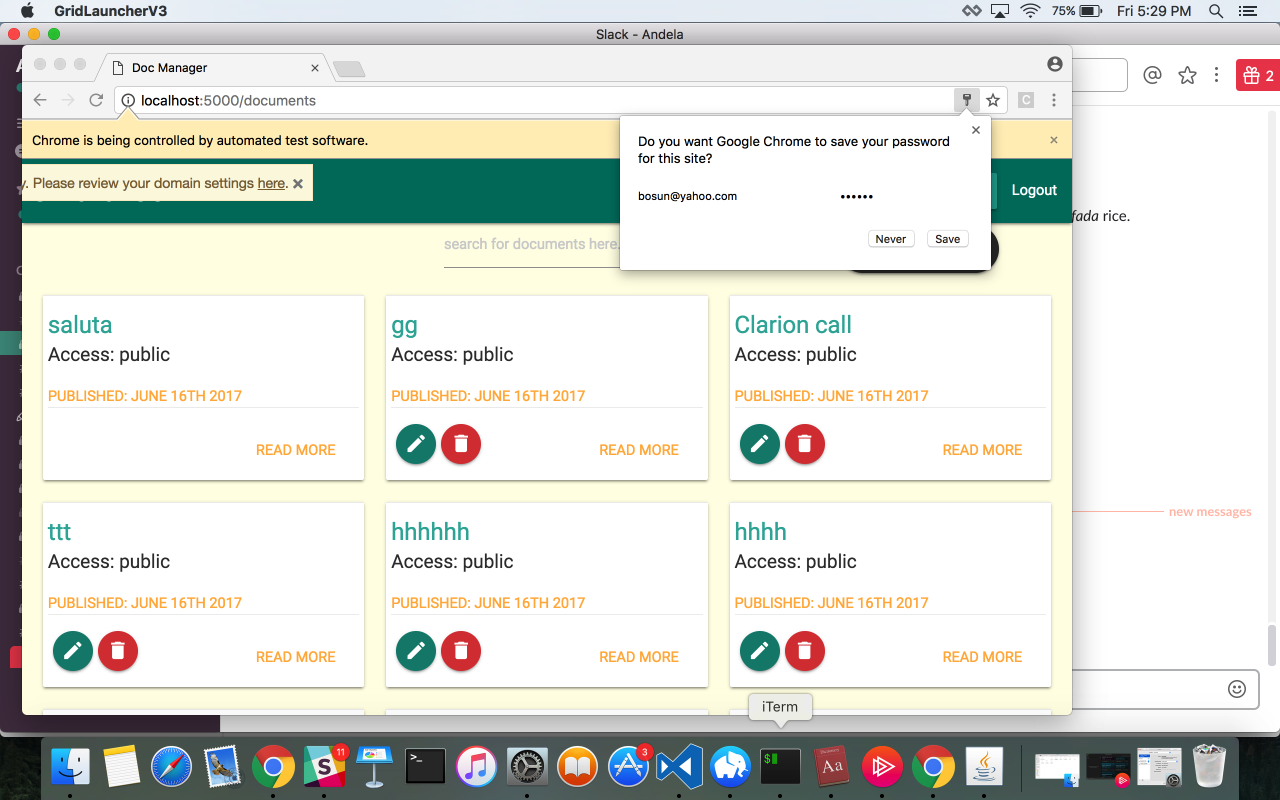 GridLauncherV3
75%
Fri 5:29 PM
Slack - Andela
Doc Manager
localhost:5000/documents
2
Chrome is being controlled by automated test software.
Do you want Google Chrome to save your password
for this site?
bosun@yahoo.com
••••••
Never
Save
. Please review your domain settings here.
Logout
fada rice.
search for documents here.
saluta
Access: public
PUBLISHED: JUNE 16TH 2017
READ MORE
gg
Access: public
PUBLISHED: JUNE 16TH 2017
READ MORE
Clarion call
Access: public
PUBLISHED: JUNE 16TH 2017
READ MORE
new messages
ttt
Access: public
PUBLISHED: JUNE 16TH 2017
READ MORE
hhhhhh
Access: public
PUBLISHED: JUNE 16TH 2017
READ MORE
hhhh
Access: public
PUBLISHED: JUNE 16TH 2017
READ MORE
iTerm
11
3
Aa